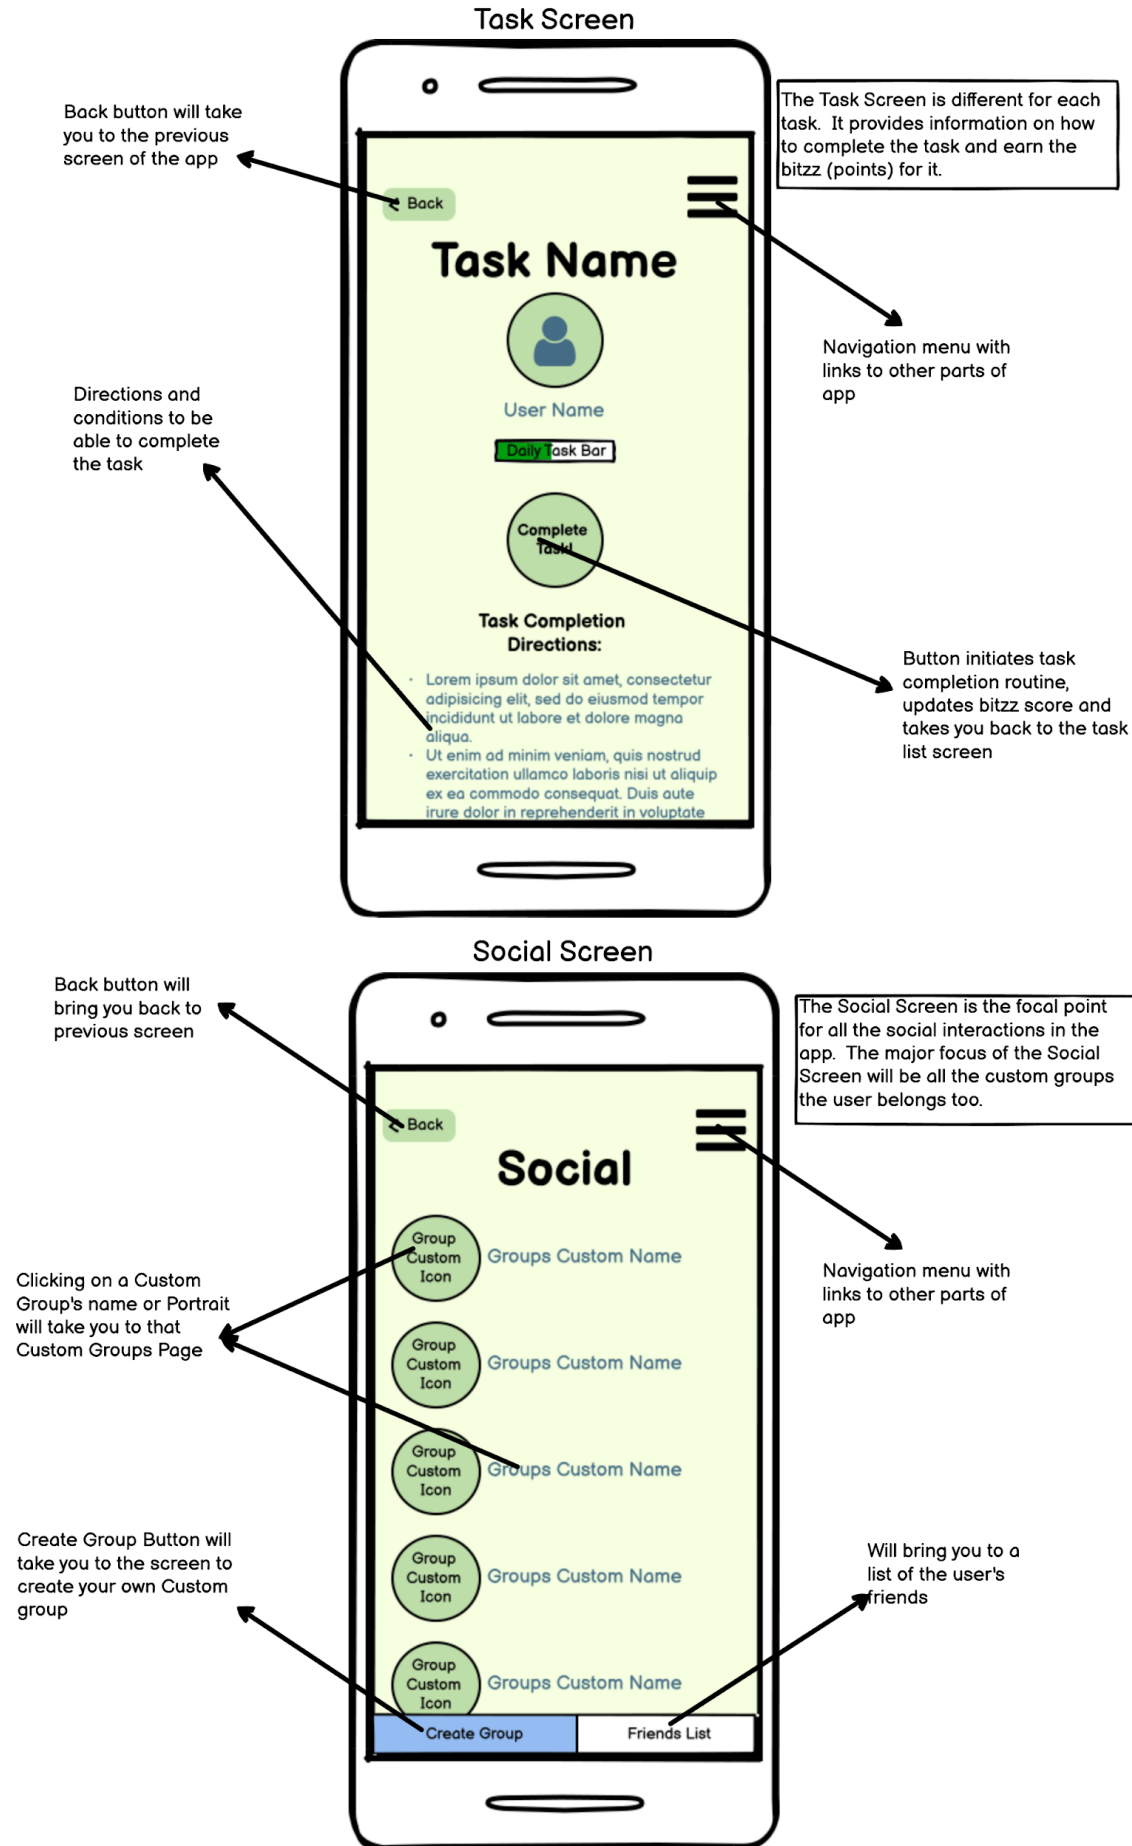 Task Screen
Back button will take
you to the previous
screen of the app
The Task Screen is different for each
task.  It provides information on how
to complete the task and earn the
bitzz (points) for it.
< Back
Task Name
Navigation menu with
links to other parts of
app
User Name
Directions and
conditions to be
able to complete
the task
Daily Task Bar
Complete
Task!
Task Completion
Directions:
Button initiates task
completion routine,
updates bitzz score and
takes you back to the task
list screen
· Lorem ipsum dolor sit amet, consectetur
adipisicing elit, sed do eiusmod tempor
incididunt ut labore et dolore magna
aliqua.
· Ut enim ad minim veniam, quis nostrud
exercitation ullamco laboris nisi ut aliquip
ex ea commodo consequat. Duis aute
irure dolor in reprehenderit in voluptate
Social Screen
Back button will
bring you back to
previous screen
The Social Screen is the focal point
for all the social interactions in the
app.  The major focus of the Social
Screen will be all the custom groups
the user belongs too.
< Back
Social
Group
Custom
Icon
Groups Custom Name
Navigation menu with
links to other parts of
app
Clicking on a Custom
Group's name or Portrait
will take you to that
Custom Groups Page
Group
Custom
Icon
Groups Custom Name
Group
Custom
Icon
Groups Custom Name
Create Group Button will
take you to the screen to
create your own Custom
group
Group
Custom
Icon
Groups Custom Name
Will bring you to a
list of the user's
friends
Group
Custom
Icon
Groups Custom Name
Create Group
Friends List